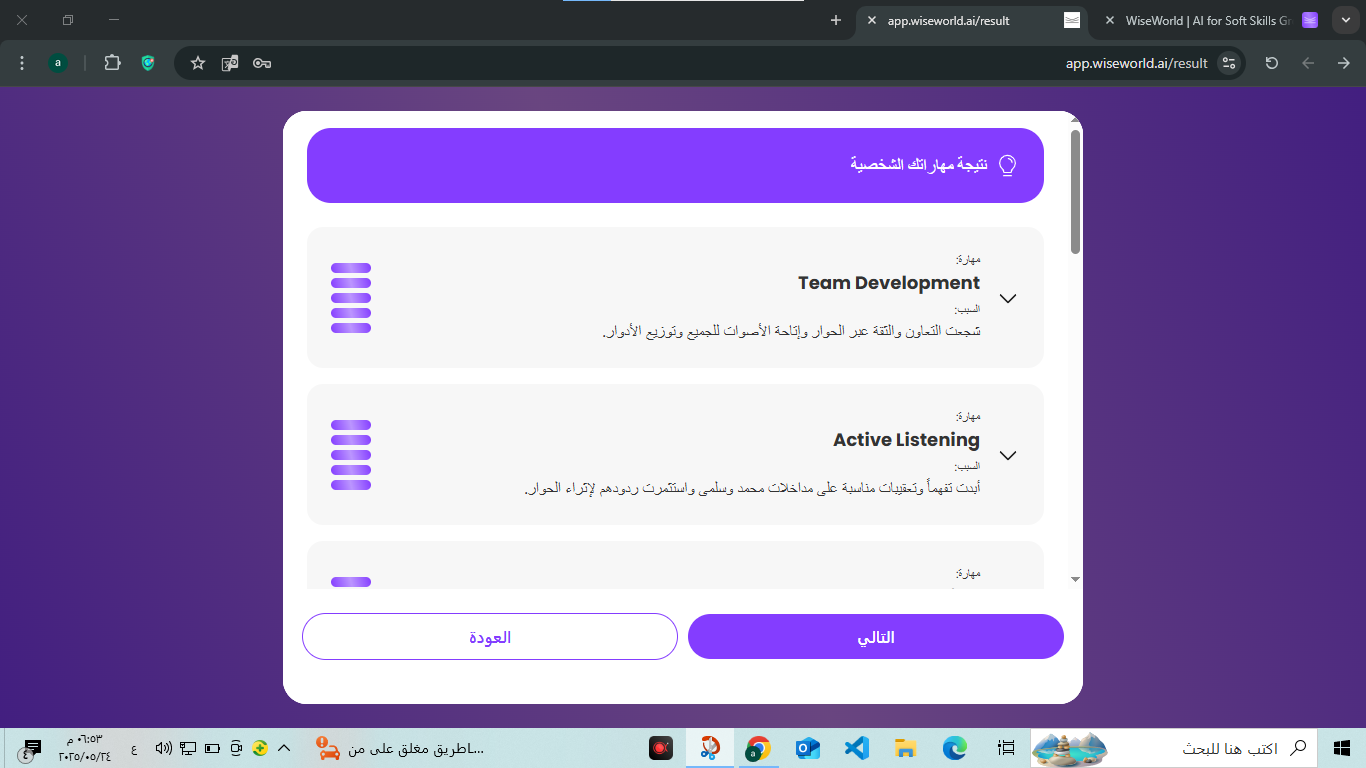 app.wiseworld.ai/result
WiseWorld | AI for Soft Skills Gr
a
app.wiseworld.ai/result
نتيجة مهاراتك الشخصية
مهارة:
Team Development
السبب:
شجعت التعاون والثقة عبر الحوار وإتاحة الأصوات للجميع وتوزيع الأدوار.
مهارة:
Active Listening
السبب:
أبدت تفهماً وتعقيبات مناسبة على مداخلات محمد وسلمى واستثمرت ردودهم لإثراء الحوار.
مهارة:
التالي
العودة
اكتب هنا للبحث
a
...اطريق مغلق على من
ع
٠٦:٥٣ م
٢٠٢٥/٠٥/٢٤
٤